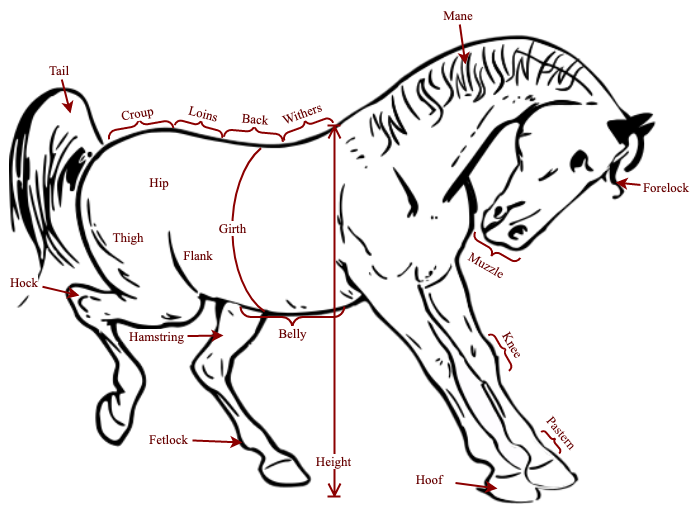 Mane
Tail
Croup
Loins
Back
Withers
Hip
Forelock
Girth
Thigh
Flank
Muzzle
Hock
Hamstring
Belly
Knee
Fetlock
Pastern
Height
Hoof